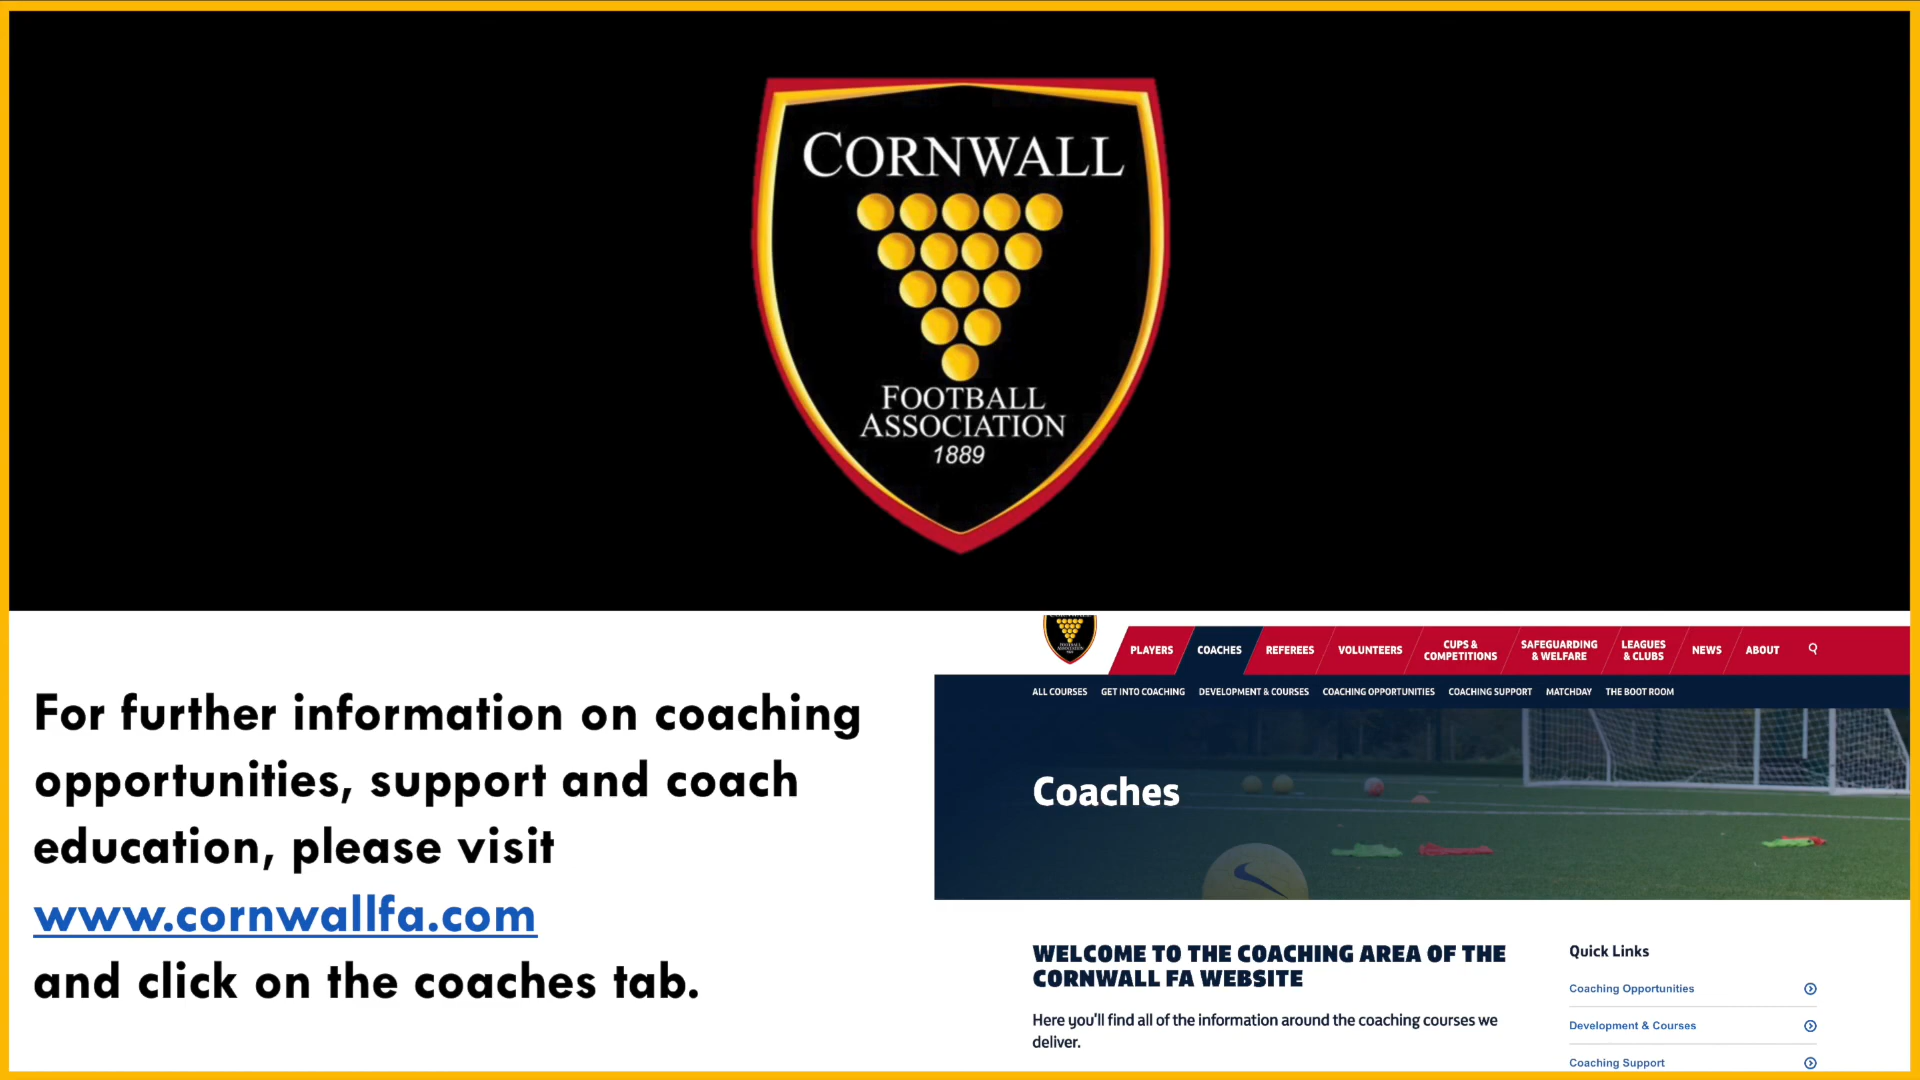 CORNWALL
FOOTBALL
ASSOCIATION
1889
For further information on coaching
opportunities, support and coach
education, please visit
www.cornwallfa.com
and click on the coaches tab.
PLAYERS
COACHES
REFEREES
VOLUNTEERS
CUPS &
COMPETITIONS
SAFEGUARDING
& WELFARE
LEAGUES
& CLUBS
NEWS
ABOUT
ALL COURSES
GET INTO COACHING
DEVELOPMENT & COURSES
COACHING OPPORTUNITIES
COACHING SUPPORT
MATCHDAY
THE BOOT ROOM
Coaches
WELCOME TO THE COACHING AREA OF THE
CORNWALL FA WEBSITE
Here you'll find all of the information around the coaching courses we
deliver.
Quick Links
Coaching Opportunities
Development & Courses
Coaching Support